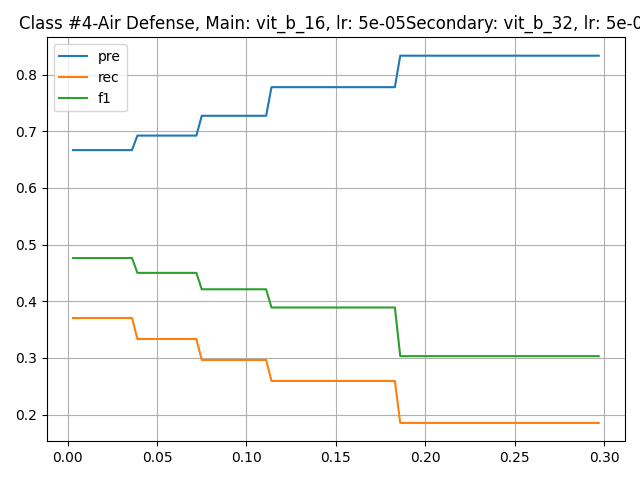 Class #4-Air Defense, Main: vit_b_16, lr: 5e-05Secondary: vit_b_32, lr: 5e-0
pre
rec
f1
0.8
0.7
0.6
0.5
0.4
0.3
0.2
0.00 0.05 0.10 0.15 0.20 0.25 0.30